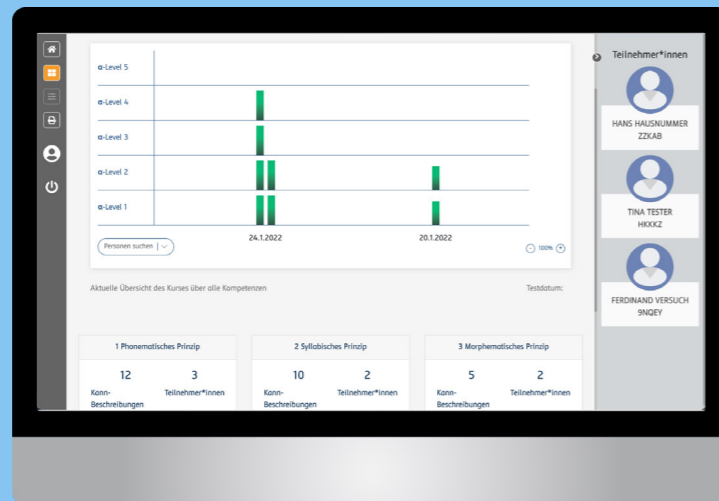 α-Level 5
α-Level 4
α-Level 3
α-Level 2
α-Level 1
24.1.2022
20.1.2022
Personen suchen
100%
Aktuelle Übersicht des Kurses über alle Kompetenzen
Testdatum:
1 Phonematisches Prinzip
12
3
Kann-
Beschreibungen
Teilnehmer*innen
2 Syllabisches Prinzip
10
2
Kann-
Beschreibungen
Teilnehmer*innen
3 Morphematisches Prinzip
5
2
Kann-
Beschreibungen
Teilnehmer*innen
Teilnehmer*innen
HANS HAUSNUMMER
ZZKAB
TINA TESTER
HKKKZ
FERDINAND VERSUCH
9NQEY